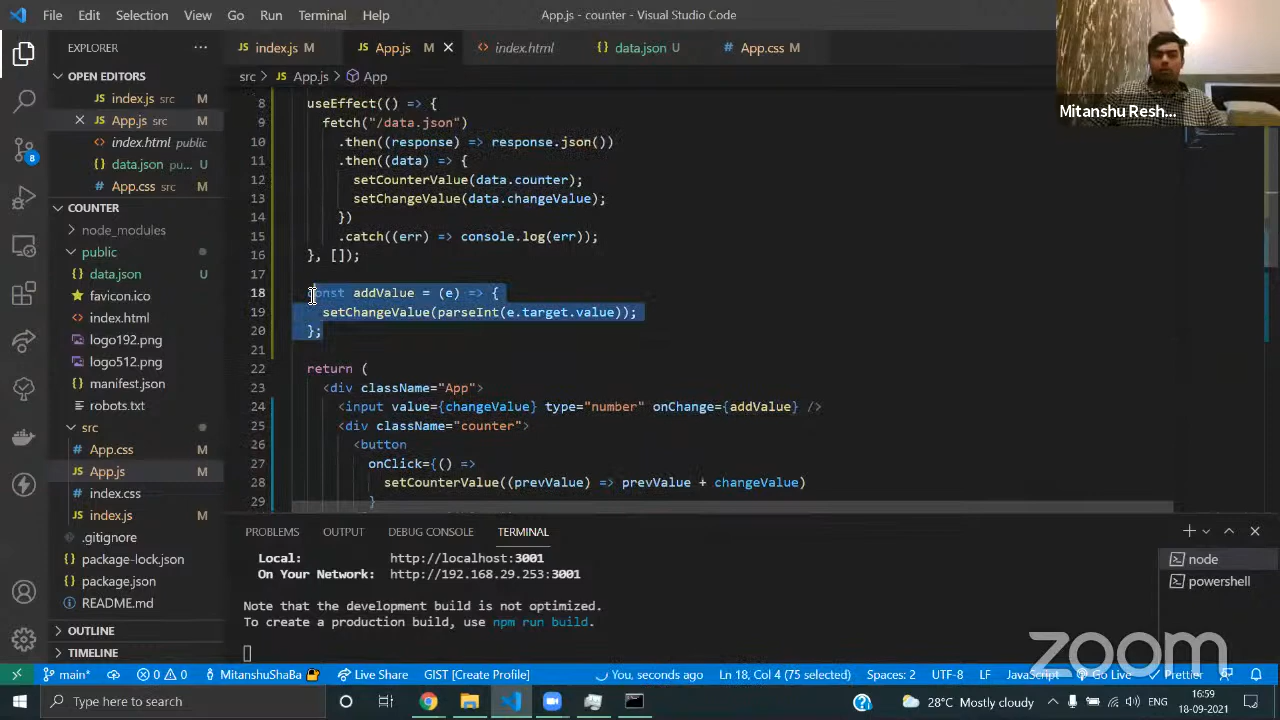 File Edit Selection View Go Run Terminal Help App.js - counter - Visual Studio Code
EXPLORER ... JS index.js M JS App.js M <> index.html {} data.json U # App.css M
OPEN EDITORS src > JS App.js > App
JS index.js src M
JS App.js src M
<> index.html public
{} data.json pu... U
# App.css src M
COUNTER
node_modules
public
{} data.json U
favicon.ico
<> index.html
logo192.png
logo512.png
{} manifest.json
robots.txt
src
# App.css M
JS App.js M
# index.css
JS index.js M
.gitignore
{} package-lock.json
{} package.json
README.md
OUTLINE
TIMELINE
8 useEffect(() => {
9 fetch(
10 .then((response) => response.json())
11 .then((data) => {
12 setCounterValue(data.counter);
13 setChangeValue(data.changeValue);
14 })
15 .catch((err) => console.log(err));
16 }, []);
17
18 const addValue = (e) => {
19 setChangeValue(parseInt(e.target.value));
20 };
21
22 return (
23 <div className="App">
24 <input value={changeValue} type="number" onChange={addValue} />
25 <div className="counter">
26 <button
27 onClick={() =>
28 setCounterValue((prevValue) => prevValue + changeValue)
29 }
Mitanshu Resh...
8
PROBLEMS OUTPUT DEBUG CONSOLE TERMINAL
Local: http://localhost:3001
On Your Network: http://192.168.29.253:3001
Note that the development build is not optimized.
To create a production build, use npm run build.
node
powershell
zoom
main* 0 0 MitanshuShaBa Live Share GIST [Create Profile] You, seconds ago Ln 18, Col 4 (75 selected) Spaces: 2 UTF-8 LF JavaScript Go Live Prettier
Type here to search 28°C Mostly cloudy 16:59
18-09-2021